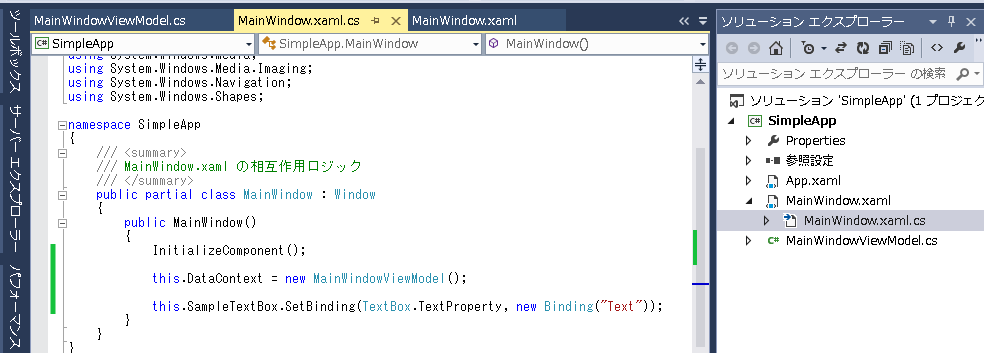 MainWindowViewModel.cs
MainWindow.xaml.cs
MainWindow.xaml
SimpleApp
SimpleApp.MainWindow
MainWindow()
ツールボックス
サーバー エクスプローラー
パフォーマンス
using System.Windows.Media;
using System.Windows.Media.Imaging;
using System.Windows.Navigation;
using System.Windows.Shapes;
namespace SimpleApp
{
/// <summary>
/// MainWindow.xaml の相互作用ロジック
/// </summary>
public partial class MainWindow : Window
{
public MainWindow()
{
InitializeComponent();
this.DataContext = new MainWindowViewModel();
this.SampleTextBox.SetBinding(TextBox.TextProperty, new Binding("Text"));
}
}
}
ソリューション エクスプローラー
ソリューション エクスプローラー の検索
ソリューション 'SimpleApp' (1 プロジェク
SimpleApp
Properties
参照設定
App.xaml
MainWindow.xaml
MainWindow.xaml.cs
MainWindowViewModel.cs